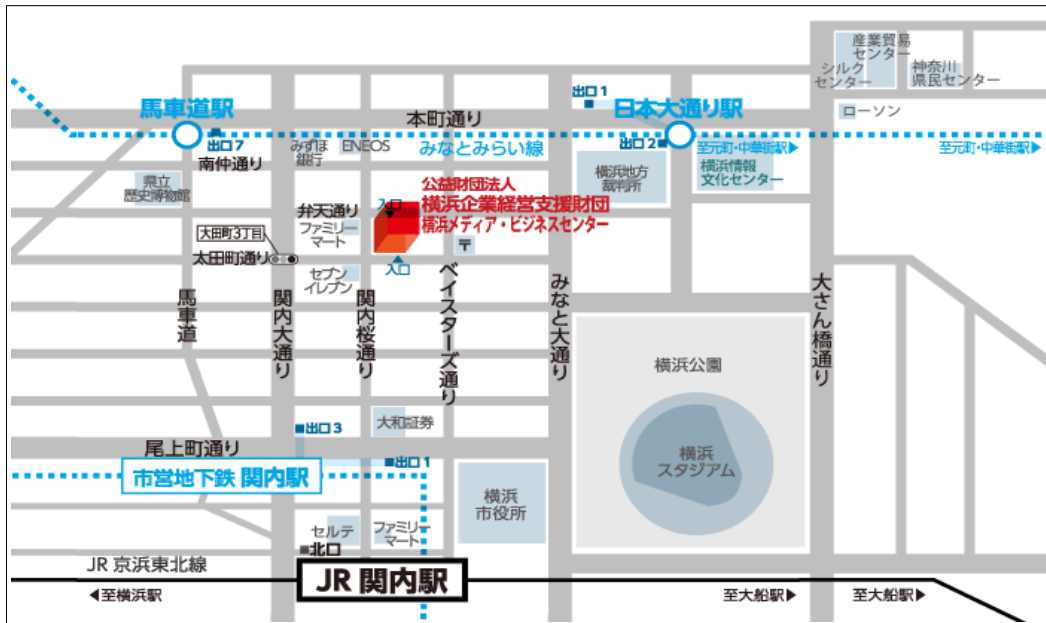 産業貿易
センター
シルク
センター
神奈川
県民センター
出口1
馬車道駅
日本大通り駅
ローソン
本町通り
出口7
みずほ
銀行
ENEOS
みなとみらい線
出口2
至元町・中華街駅▶
至元町・中華街駅▶
南仲通り
横浜地方
裁判所
横浜情報
文化センター
県立
歴史博物館
公益財団法人
横浜企業経営支援財団
横浜メディア・ビジネスセンター
入口
弁天通り
ファミリー
マート
大田町3丁目
太田町通り
〒
入口
セブン
イレブン
馬車道
関内大通り
関内桜通り
ベイスターズ通り
みなと大通り
大さん橋通り
横浜公園
横浜
スタジアム
大和証券
出口3
尾上町通り
出口1
市営地下鉄 関内駅
横浜
市役所
セルテ
ファミリー
マート
北口
JR 京浜東北線
JR 関内駅
◀至横浜駅
至大船駅▶
至大船駅▶